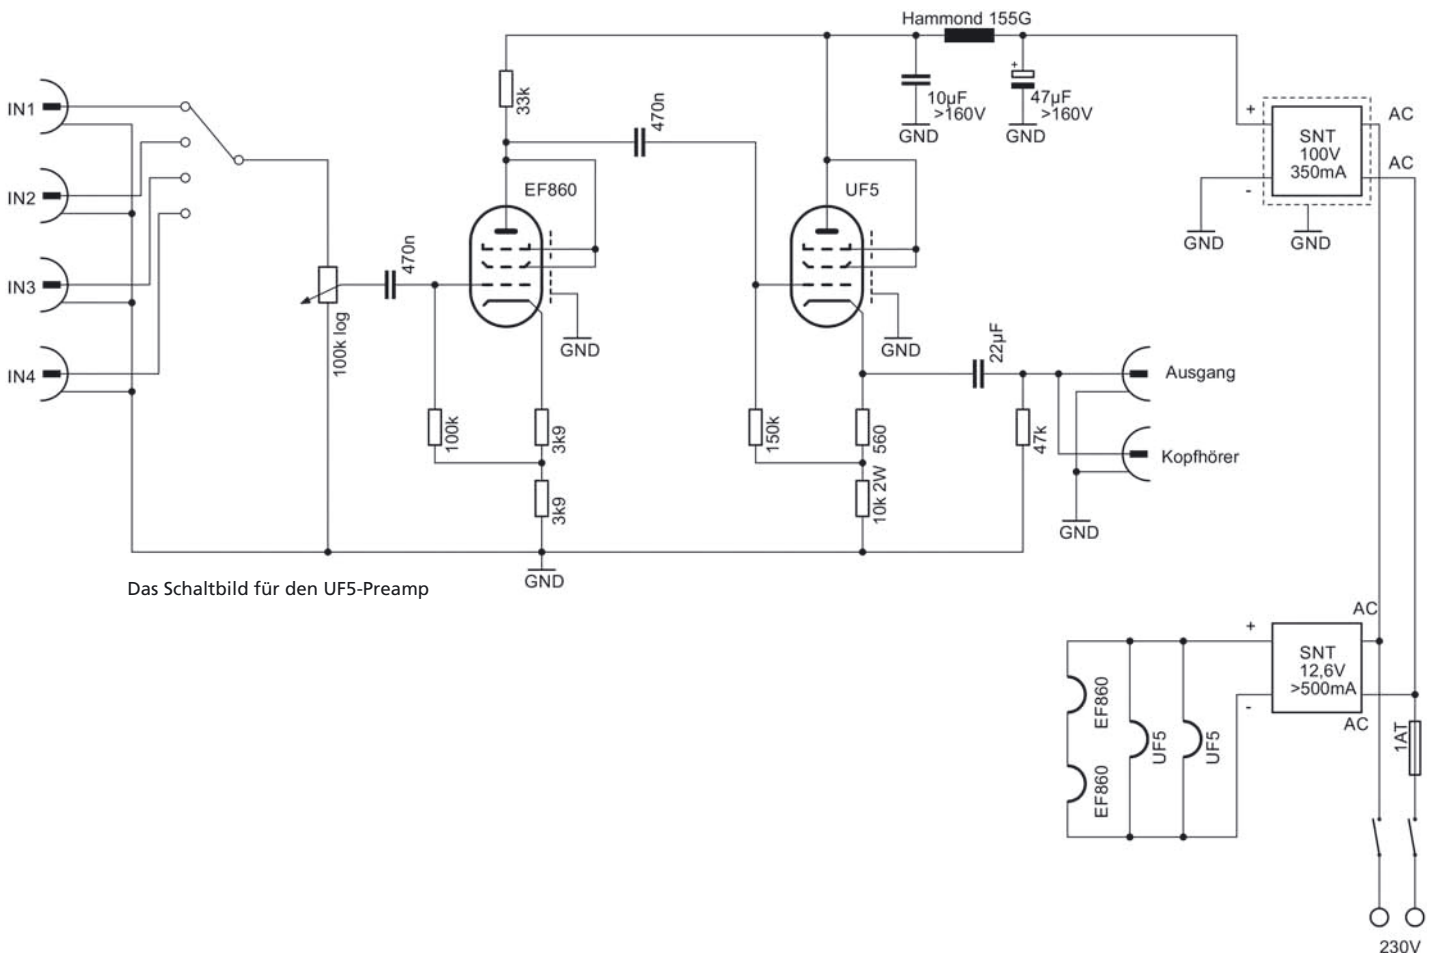 Hammond 155G
IN1
33k
470n
10µF
>160V
+
47µF
>160V
GND
GND
+
SNT
100V
350mA
-
AC
AC
IN2
EF860
UF5
GND
GND
470n
IN3
100k log
GND
GND
22µF
IN4
Ausgang
100k
3k9
150k
560
47k
Kopfhörer
3k9
10k 2W
GND
GND
Das Schaltbild für den UF5-Preamp
AC
+
SNT
12,6V
>500mA
-
AC
EF860
UF5
UF5
1AT
EF860
230V